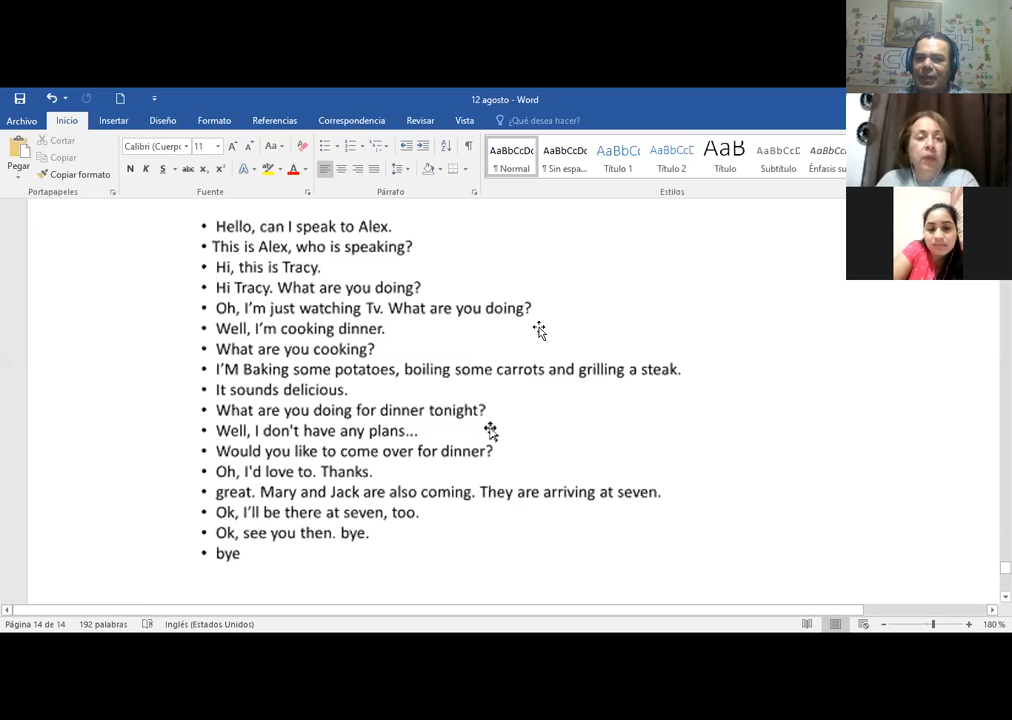 12 agosto - Word
Archivo Inicio Insertar Diseño Formato Referencias Correspondencia Revisar Vista ¿Qué desea hacer?
Pegar
Cortar
Copiar
Copiar formato
Portapapeles
Calibri (Cuerpo 11
N K S abc x₂ x²
Fuente
Párrafo
AaBbCcDc ¶ Normal
AaBbCcDc ¶ Sin espa...
AaBbCc Título 1
AaBbCcD Título 2
AaB Título
AaBbCcD Subtítulo
AaBbCcD Énfasis su
Estilos
• Hello, can I speak to Alex.
• This is Alex, who is speaking?
• Hi, this is Tracy.
• Hi Tracy. What are you doing?
• Oh, I’m just watching Tv. What are you doing?
• Well, I’m cooking dinner.
• What are you cooking?
• I’M Baking some potatoes, boiling some carrots and grilling a steak.
• It sounds delicious.
• What are you doing for dinner tonight?
• Well, I don't have any plans...
• Would you like to come over for dinner?
• Oh, I'd love to. Thanks.
• great. Mary and Jack are also coming. They are arriving at seven.
• Ok, I’ll be there at seven, too.
• Ok, see you then. bye.
• bye
Página 14 de 14 192 palabras Inglés (Estados Unidos) 180 %